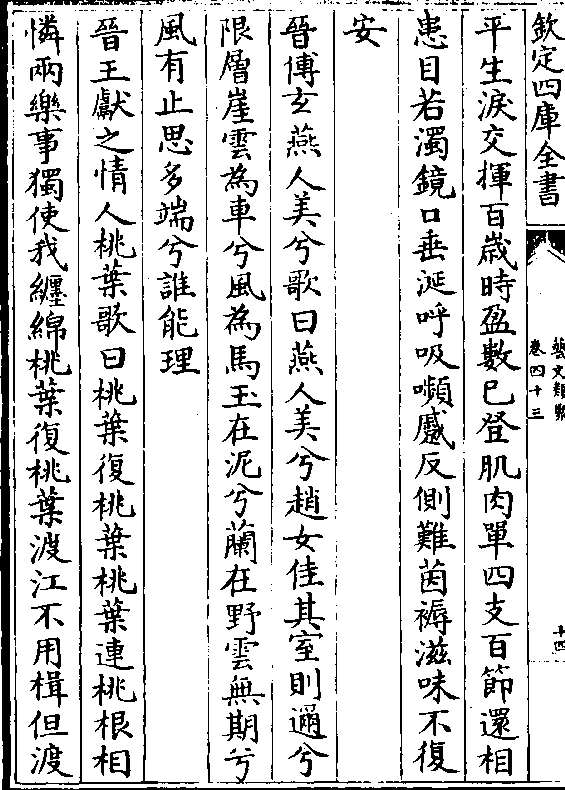 欽定四庫全書
藝文類聚
卷四十三
十四
平生淚交揮百歲時盈數已登肌肉單四支百節還相
患目若濁鏡口垂涎呼吸嚬蹙反側難茵褥滋味不復
安
晉傅玄燕人美兮歌曰燕人美兮趙女佳其室則邇兮
限層崖雲為車兮風為馬玉在泥兮蘭在野雲無期兮
風有止思多端兮誰能理
晉王獻之情人桃葉歌曰桃葉復桃葉桃葉連桃根相
憐兩樂事獨使我纏綿桃葉復桃葉渡江不用楫但渡